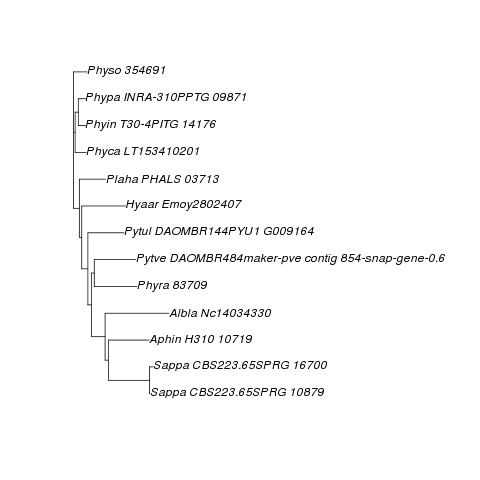 Physo 354691
Phypa INRA-310PPTG 09871
Phyin T30-4PITG 14176
Phyca LT153410201
Plaha PHALS 03713
Hyaar Emoy2802407
Pytul DAOMBR144PYU1 G009164
Pytve DAOMBR484maker-pve contig 854-snap-gene-0.6
Phyra 83709
Albla Nc14034330
Aphin H310 10719
Sappa CBS223.65SPRG 16700
Sappa CBS223.65SPRG 10879